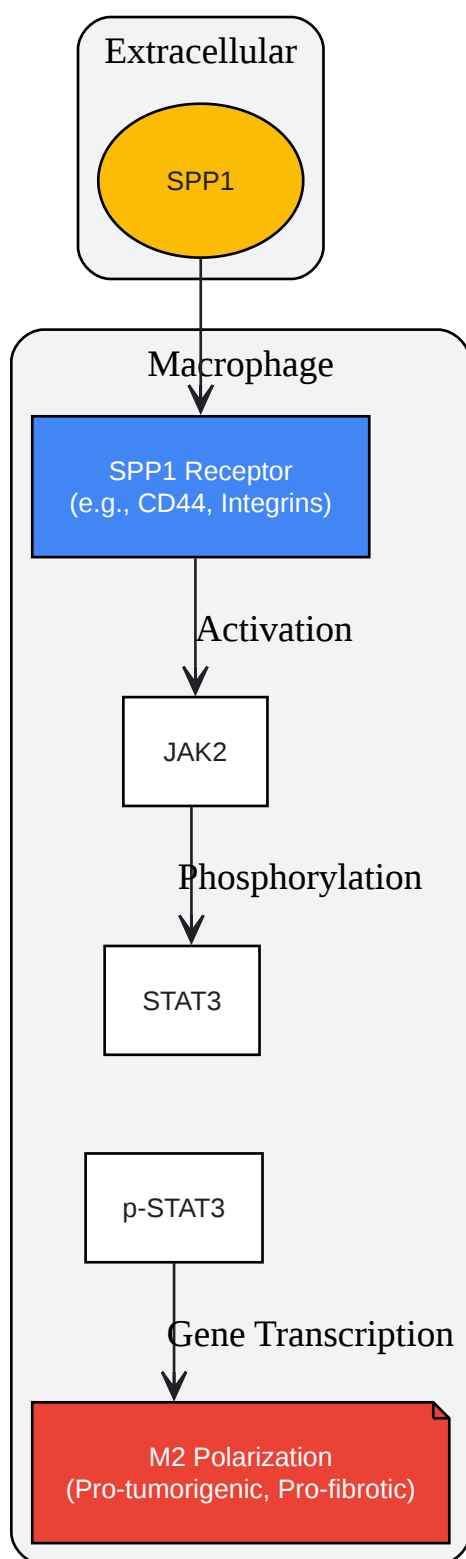 Extracellular
SPP1
Macrophage
SPP1 Receptor
(e.g., CD44, Integrins)
Activation
JAK2
Phosphorylation
STAT3
p-STAT3
Gene Transcription
M2 Polarization
(Pro-tumorigenic, Pro-fibrotic)